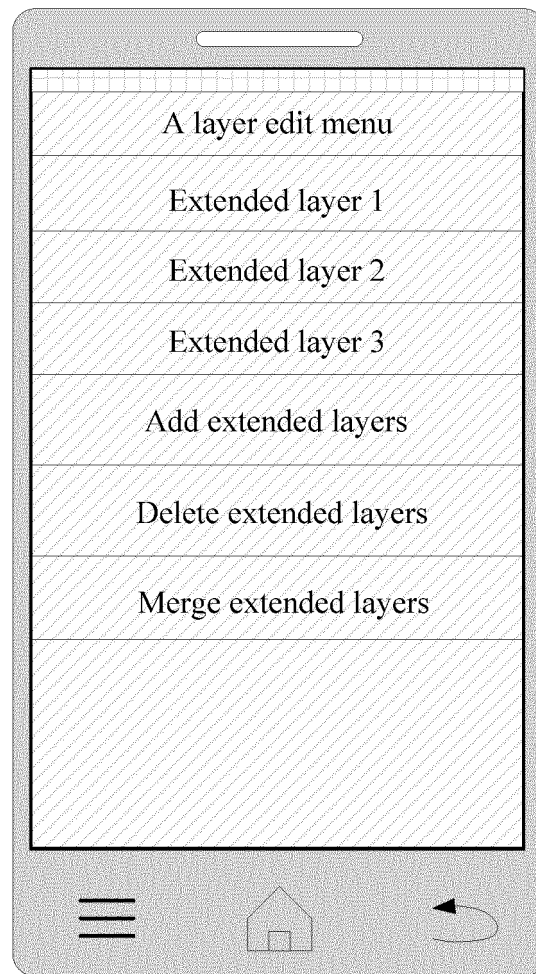 A layer edit menu
Extended layer 1
Extended layer 2
Extended layer 3
Add extended layers
Delete extended layers
Merge extended layers